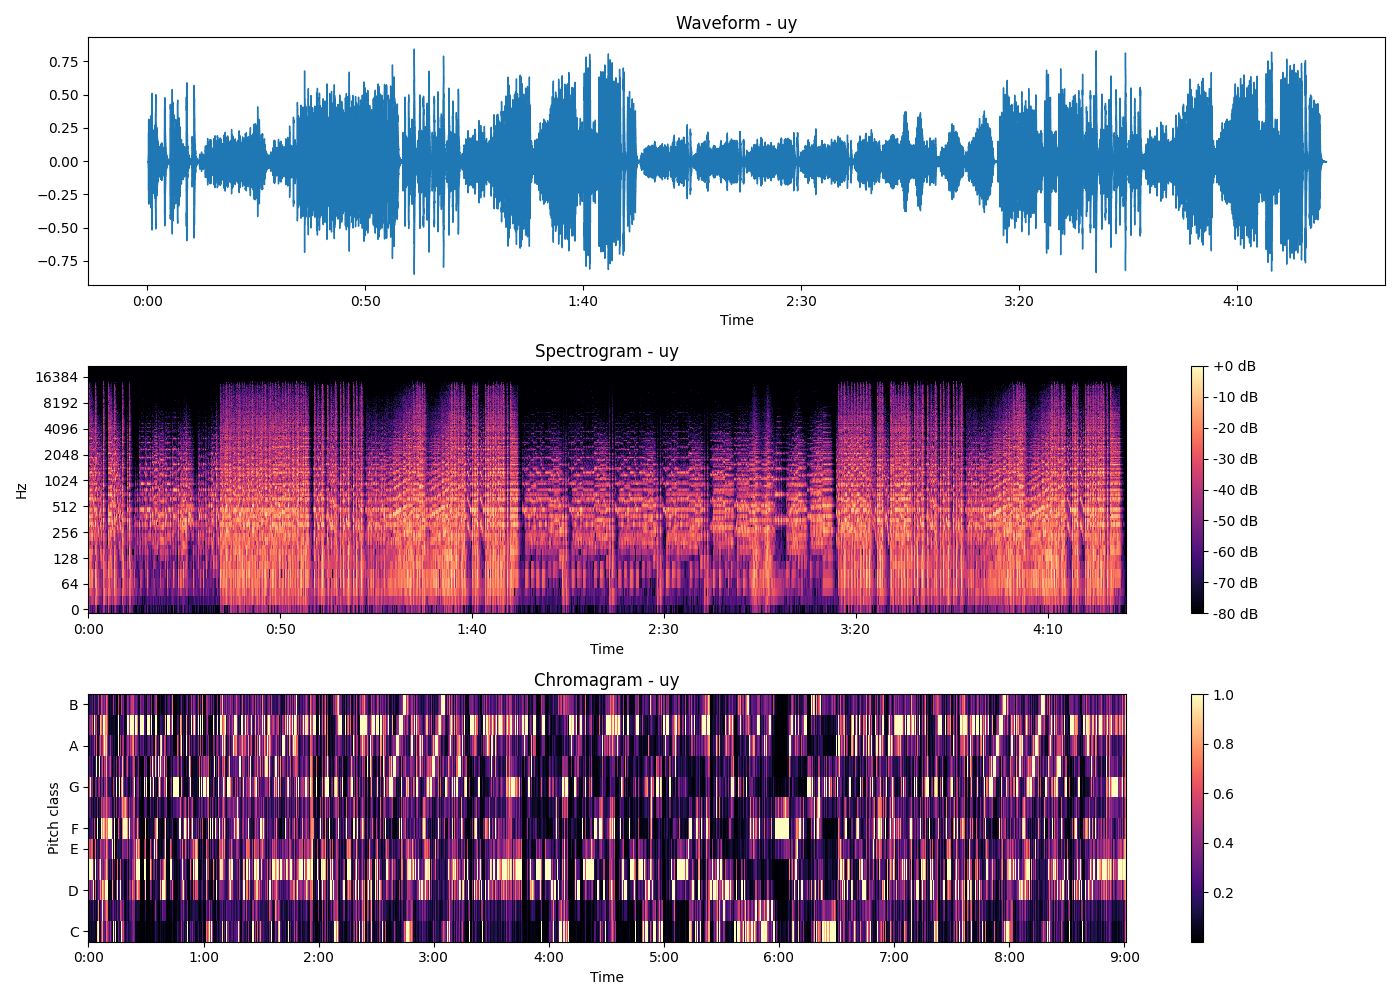 Waveform - uy
0.75
0.50
0.25
0.00
−0.25
−0.50
−0.75
0:00 0:50 1:40 2:30 3:20 4:10
Time
Spectrogram - uy
Hz
16384
8192
4096
2048
1024
512
256
128
64
0
0:00 0:50 1:40 2:30 3:20 4:10
Time
+0 dB
-10 dB
-20 dB
-30 dB
-40 dB
-50 dB
-60 dB
-70 dB
-80 dB
Chromagram - uy
Pitch class
B
A
G
F
E
D
C
0:00 1:00 2:00 3:00 4:00 5:00 6:00 7:00 8:00 9:00
Time
1.0
0.8
0.6
0.4
0.2